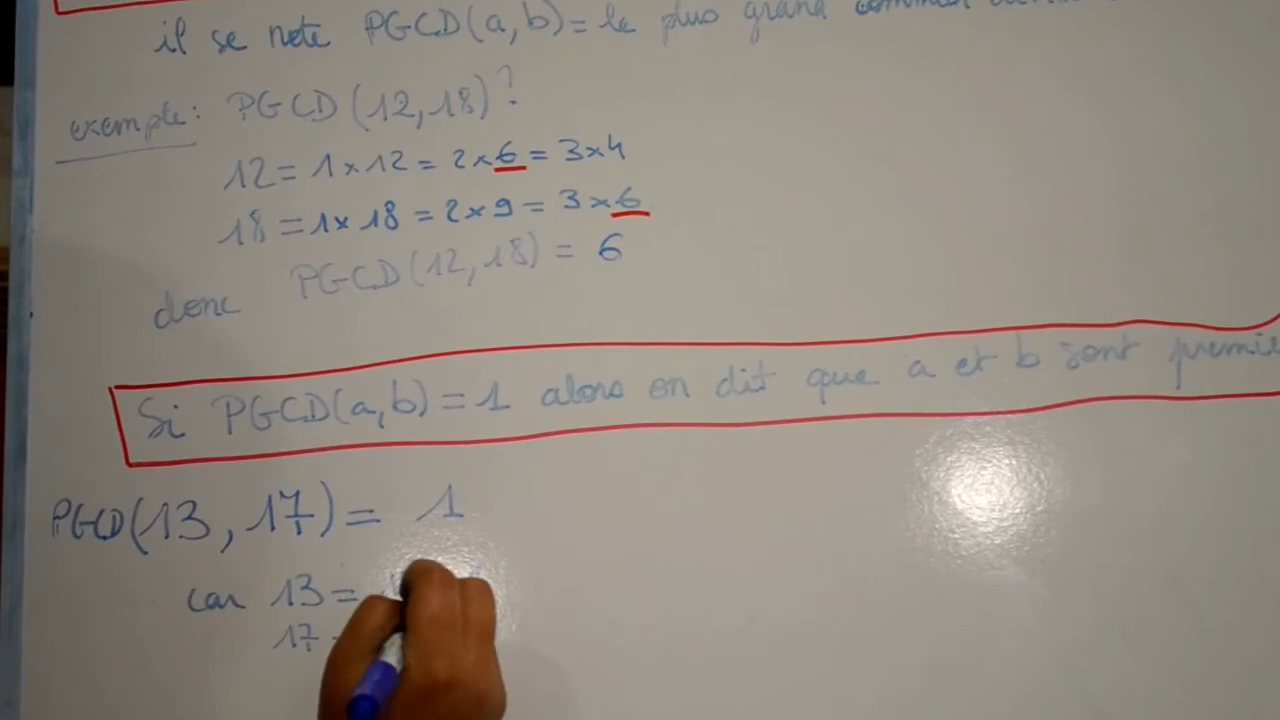 il se note PGCD(a,b)= le plus grand commun
exemple: PGCD(12,18)?
12 = 1×12 = 2×6 = 3×4
18 = 1×18 = 2×9 = 3×6
donc PGCD(12,18) = 6
Si PGCD(a,b)=1 alors on dit que a et b sont premie
PGCD(13,17)= 1
car 13=
17